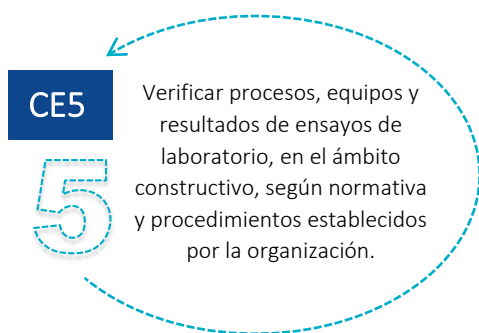 CE5
5
Verificar procesos, equipos y
resultados de ensayos de
laboratorio, en el ámbito
constructivo, según normativa
y procedimientos establecidos
por la organización.